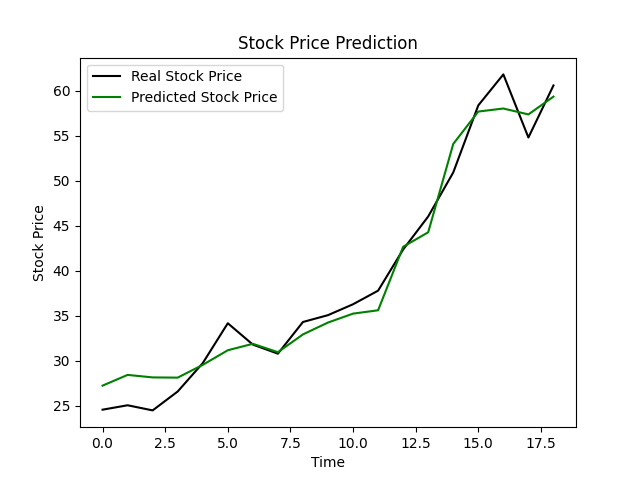 Stock Price Prediction
Real Stock Price
Predicted Stock Price
Stock Price
60
55
50
45
40
35
30
25
0.0 2.5 5.0 7.5 10.0 12.5 15.0 17.5
Time